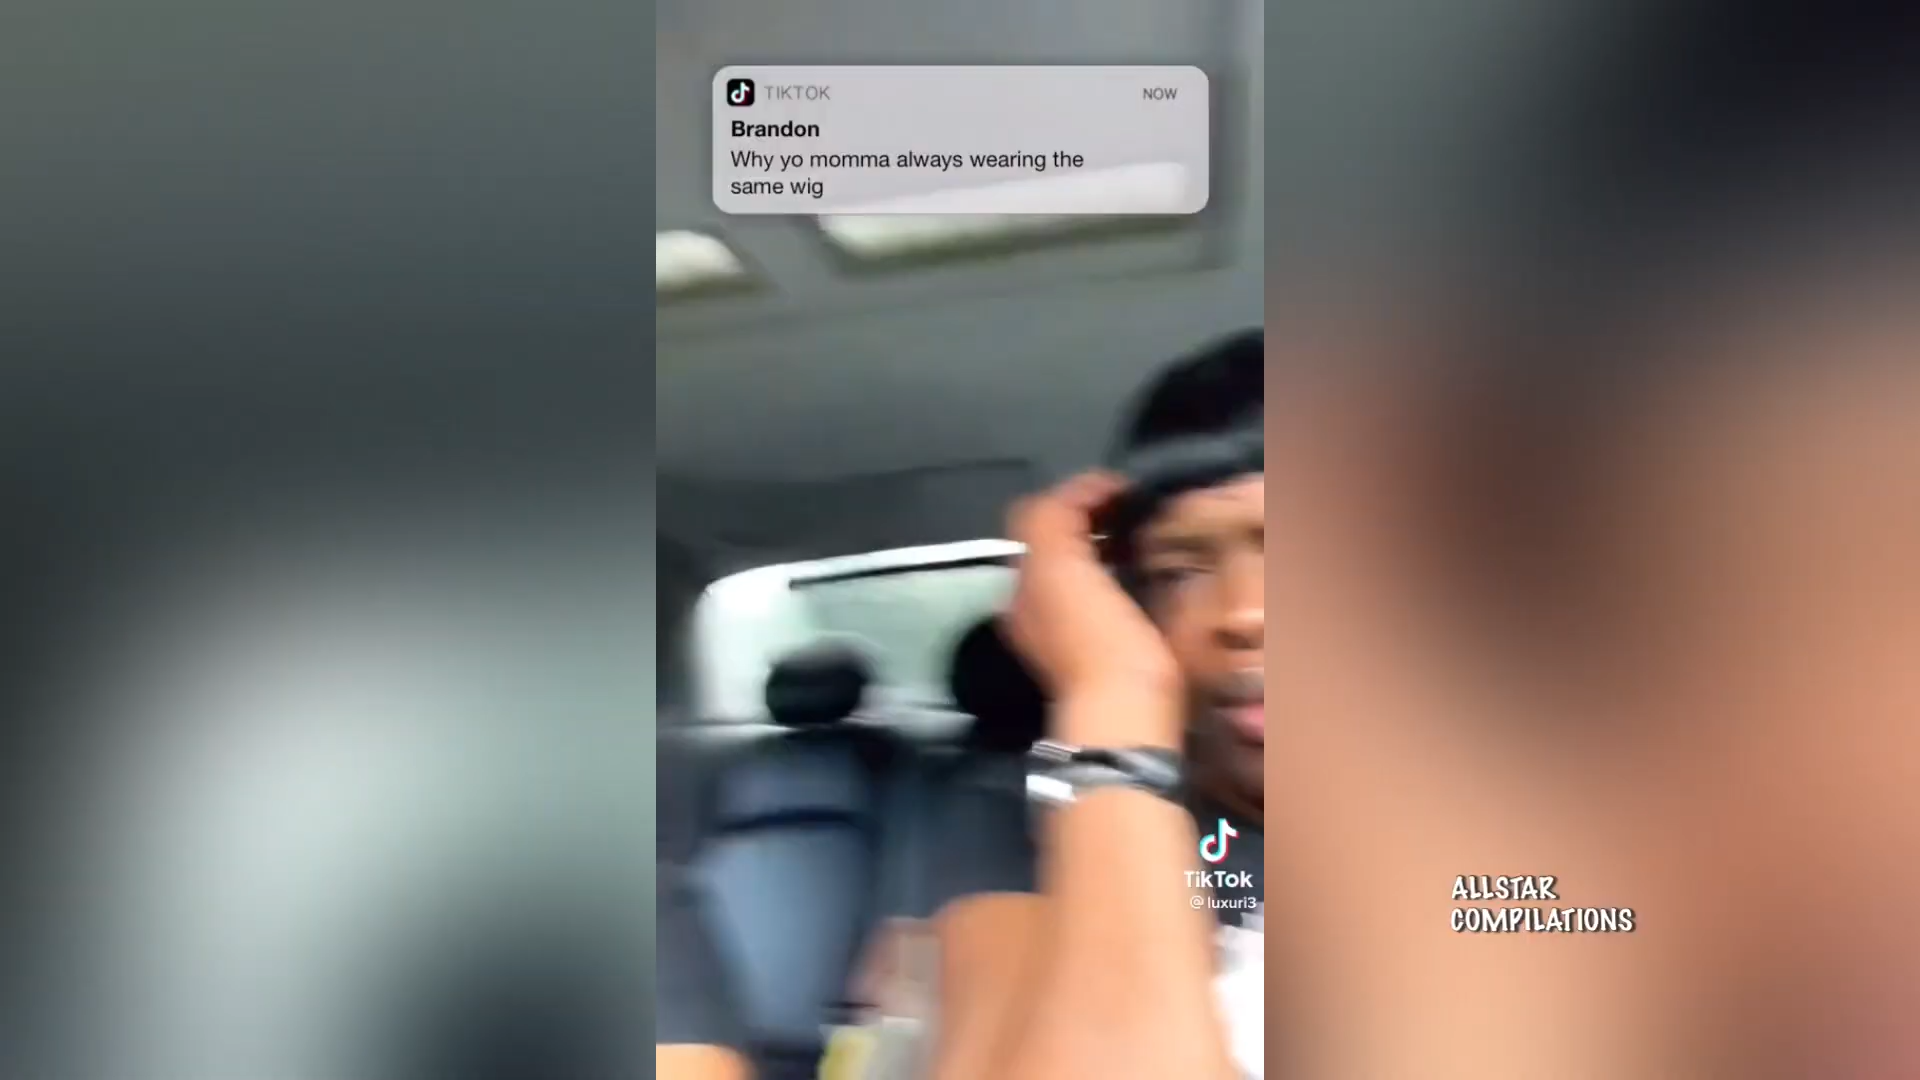 TIKTOK
NOW
Brandon
Why yo momma always wearing the
same wig
TikTok
@luxuri3
ALLSTAR
COMPILATIONS